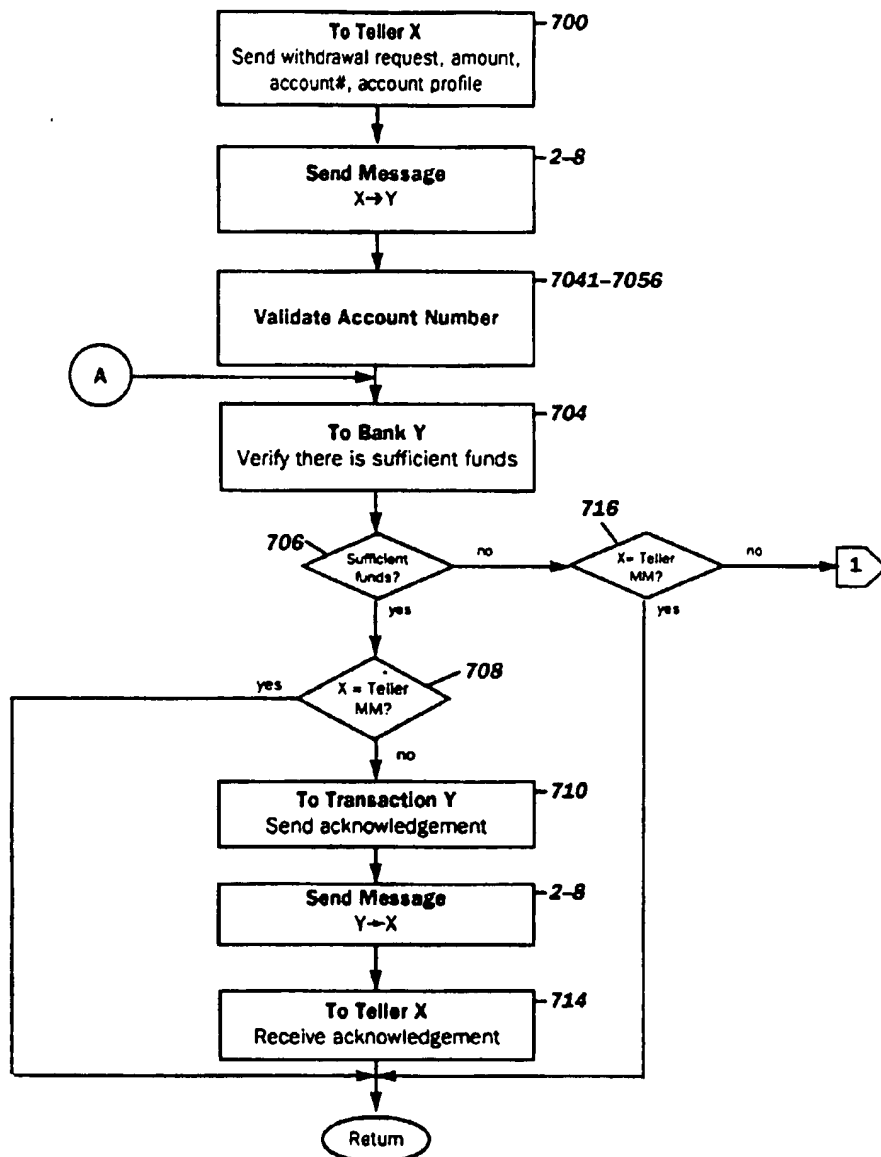 To Teller X
Send withdrawal request, amount,
account#, account profile
700
Send Message
X→Y
2–8
Validate Account Number
7041–7056
A
To Bank Y
Verify there is sufficient funds
704
706
Sufficient
funds?
no
716
X= Teller
MM?
no
1
yes
yes
yes
X = Teller
MM?
708
no
To Transaction Y
Send acknowledgement
710
Send Message
Y→X
2–8
To Teller X
Receive acknowledgement
714
Return